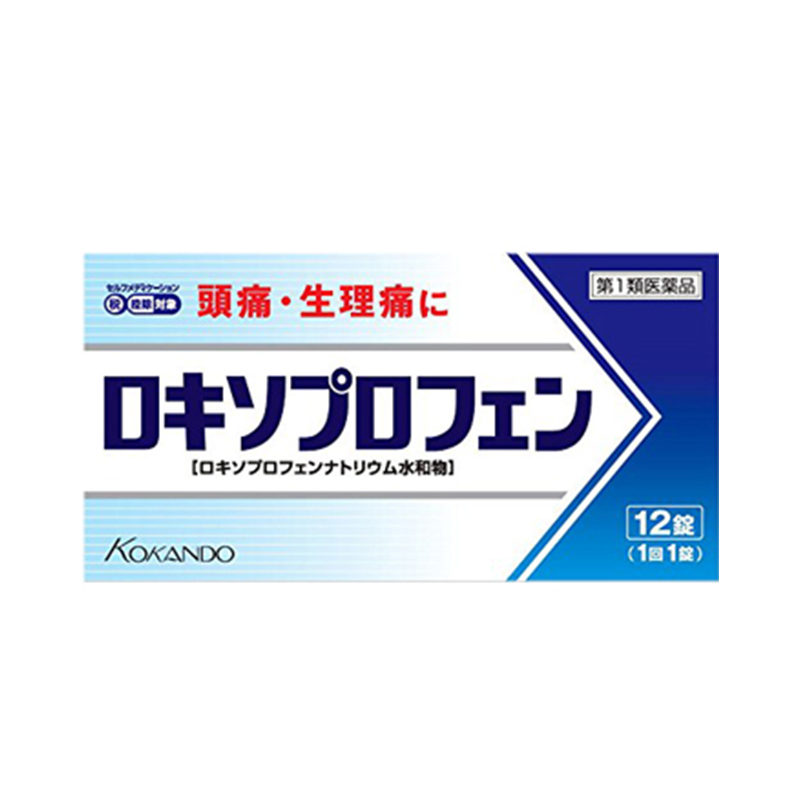 セルフメディケーション
税 控除 対象
頭痛・生理痛に
第1類医薬品
ロキソプロフェン
【ロキソプロフェンナトリウム水和物】
12錠
(1回1錠)
KOKANDO